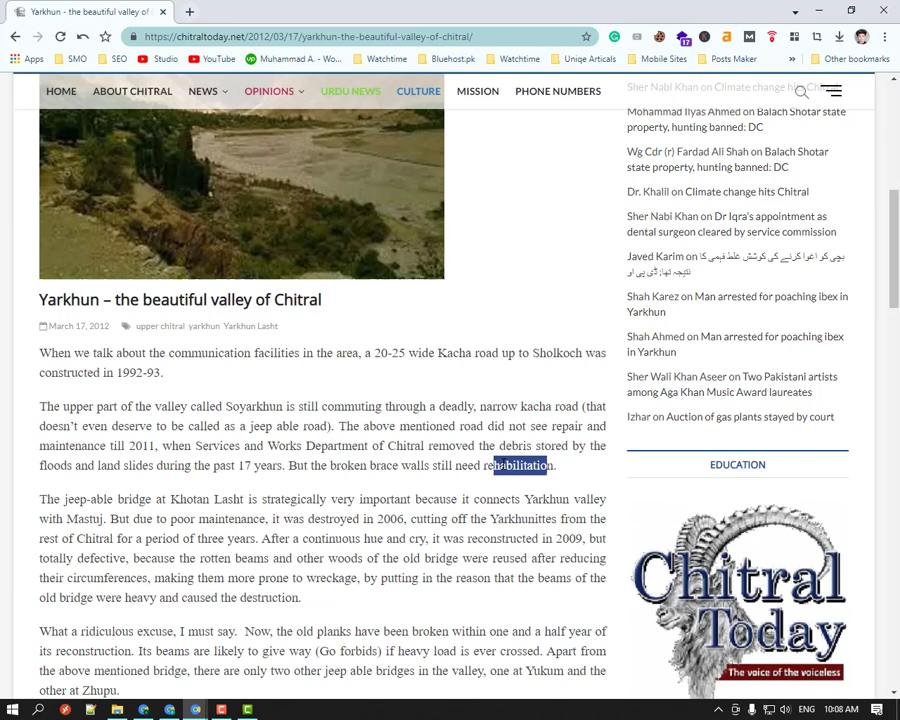 Yarkhun – the beautiful valley of
https://chitraltoday.net/2012/03/17/yarkhun-the-beautiful-valley-of-chitral/
17
Apps SMO SEO Studio YouTube Muhammad A. - Wo... Watchtime Bluehost.pk Watchtime Uniqe Articals Mobile Sites Posts Maker » Other bookmarks
HOME ABOUT CHITRAL NEWS OPINIONS URDU NEWS CULTURE MISSION PHONE NUMBERS
Yarkhun – the beautiful valley of Chitral
March 17, 2012 upper chitral yarkhun Yarkhun Lasht
When we talk about the communication facilities in the area, a 20-25 wide Kacha road up to Sholkoch was
constructed in 1992-93.
The upper part of the valley called Soyarkhun is still commuting through a deadly, narrow kacha road (that
doesn't even deserve to be called as a jeep able road). The above mentioned road did not see repair and
maintenance till 2011, when Services and Works Department of Chitral removed the debris stored by the
floods and land slides during the past 17 years. But the broken brace walls still need rehabilitation.
The jeep-able bridge at Khotan Lasht is strategically very important because it connects Yarkhun valley
with Mastuj. But due to poor maintenance, it was destroyed in 2006, cutting off the Yarkhunittes from the
rest of Chitral for a period of three years. After a continuous hue and cry, it was reconstructed in 2009, but
totally defective, because the rotten beams and other woods of the old bridge were reused after reducing
their circumferences, making them more prone to wreckage, by putting in the reason that the beams of the
old bridge were heavy and caused the destruction.
What a ridiculous excuse, I must say. Now, the old planks have been broken within one and a half year of
its reconstruction. Its beams are likely to give way (Go forbids) if heavy load is ever crossed. Apart from
the above mentioned bridge, there are only two other jeep able bridges in the valley, one at Yukum and the
other at Zhupu.
Sher Nabi Khan on Climate change hits Chitral
Mohammad Ilyas Ahmed on Balach Shotar state
property, hunting banned: DC
Wg Cdr (r) Fardad Ali Shah on Balach Shotar
state property, hunting banned: DC
Dr. Khalil on Climate change hits Chitral
Sher Nabi Khan on Dr Iqra's appointment as
dental surgeon cleared by service commission
Javed Karim on بچی کو اغوا کرنے کی کوشش غلط فہمی کا
نتیجہ تھا: ڈی پی او
Shah Karez on Man arrested for poaching ibex in
Yarkhun
Shah Ahmed on Man arrested for poaching ibex
in Yarkhun
Sher Wali Khan Aseer on Two Pakistani artists
among Aga Khan Music Award laureates
Izhar on Auction of gas plants stayed by court
EDUCATION
Chitral
Today
The voice of the voiceless
ENG 10:08 AM